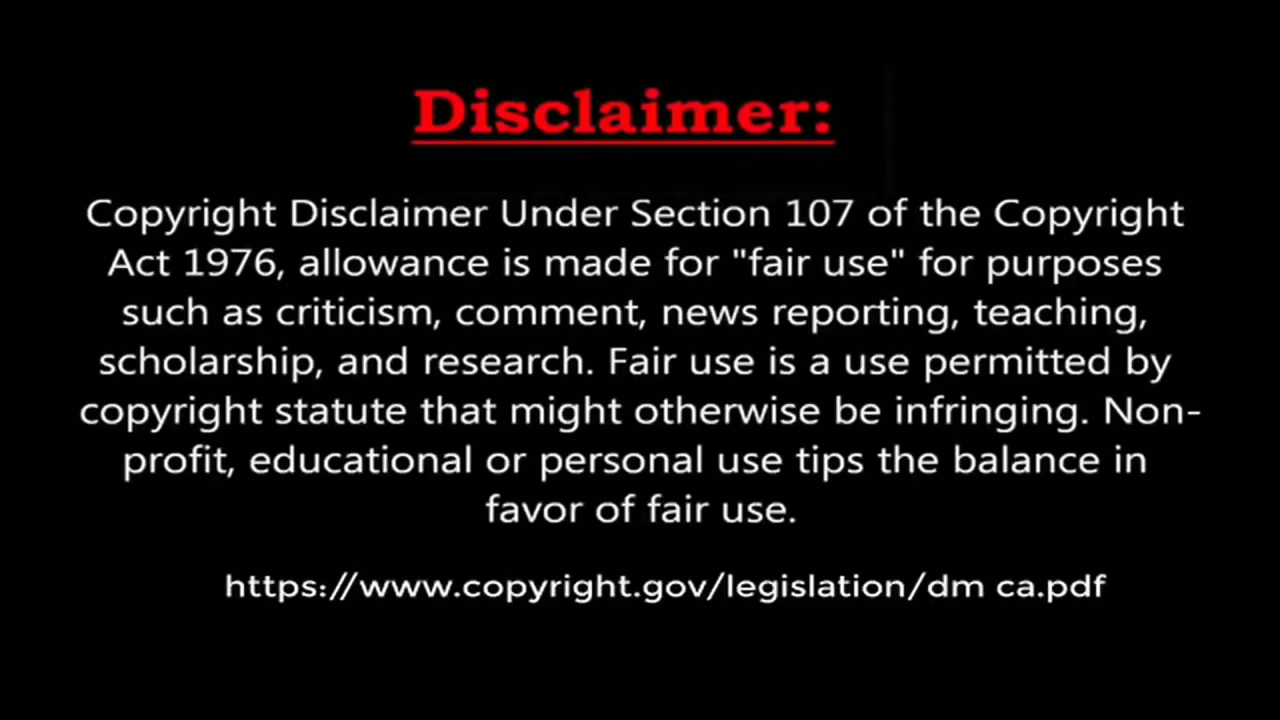 Disclaimer:
Copyright Disclaimer Under Section 107 of the Copyright
Act 1976, allowance is made for "fair use" for purposes
such as criticism, comment, news reporting, teaching,
scholarship, and research. Fair use is a use permitted by
copyright statute that might otherwise be infringing. Non-
profit, educational or personal use tips the balance in
favor of fair use.
https://www.copyright.gov/legislation/dm ca.pdf